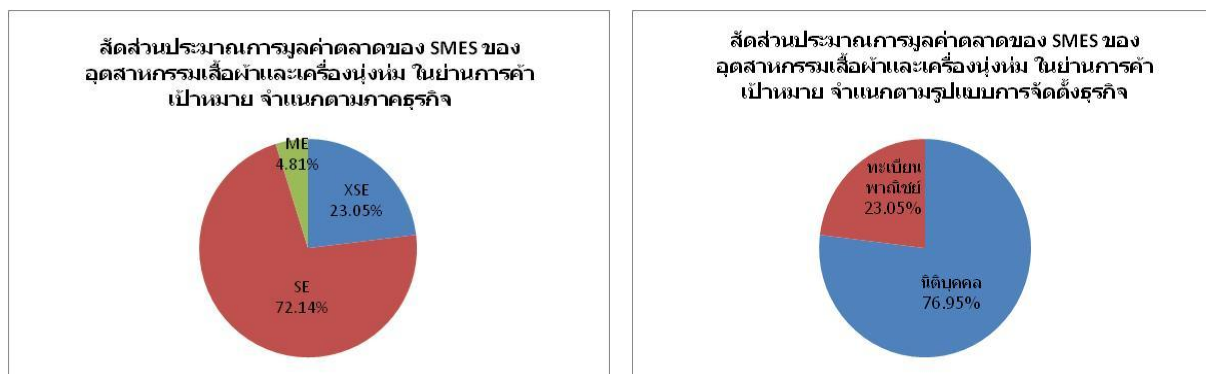 สัดส่วนประมาณการมูลค่าตลาดของ SMES ของ
อุตสาหกรรมเสื้อผ้าและเครื่องนุ่งห่ม ในย่านการค้า
เป้าหมาย จำแนกตามภาคธุรกิจ
ME
4.81%
XSE
23.05%
SE
72.14%
สัดส่วนประมาณการมูลค่าตลาดของ SMES ของ
อุตสาหกรรมเสื้อผ้าและเครื่องนุ่งห่ม ในย่านการค้า
เป้าหมาย จำแนกตามรูปแบบการจัดตั้งธุรกิจ
ทะเบียน
พาณิชย์
23.05%
นิติบุคคล
76.95%